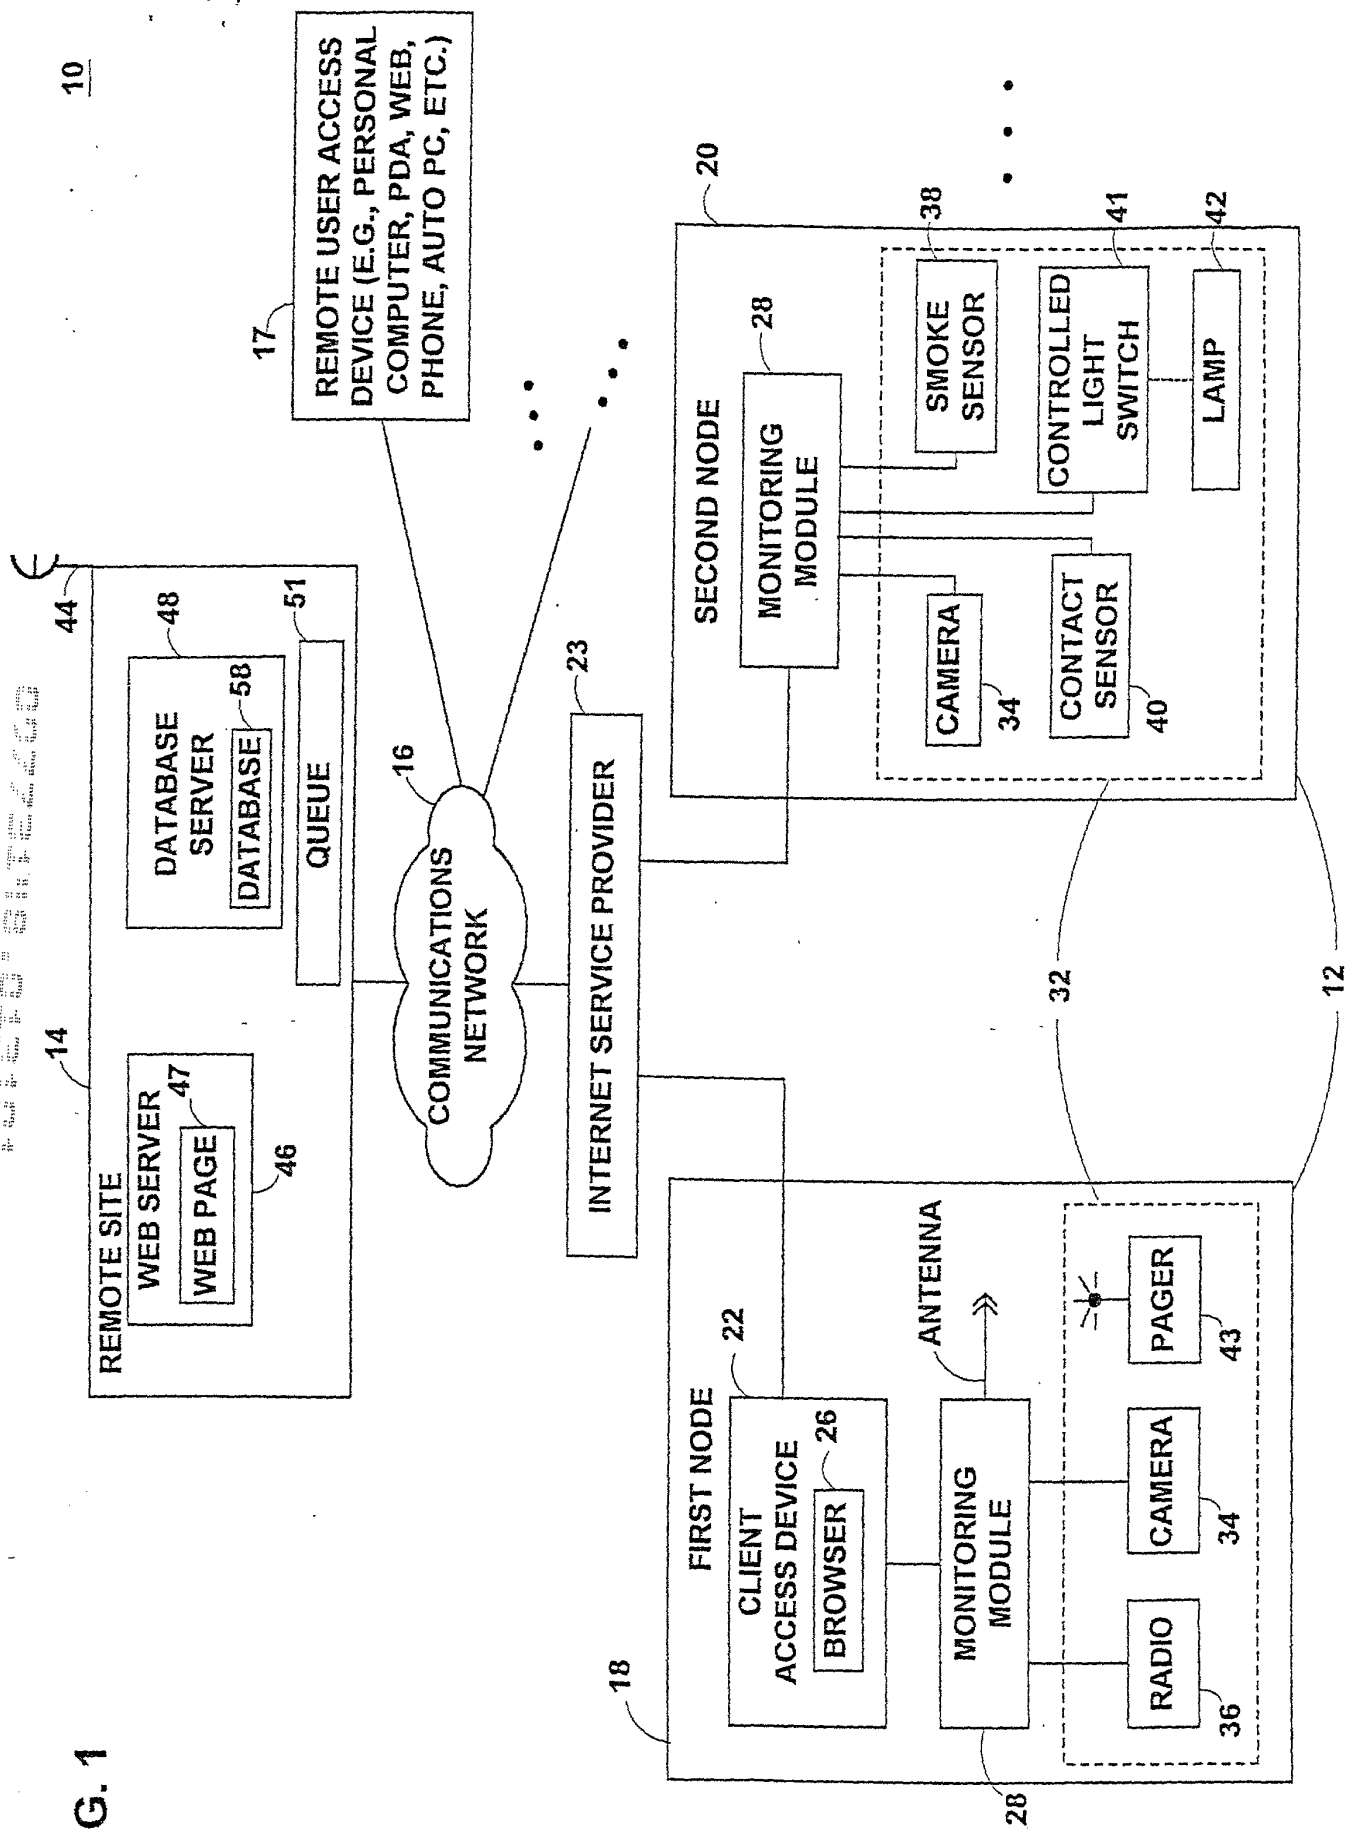 G. 1
10
14
REMOTE SITE
WEB SERVER
47
WEB PAGE
46
44
DATABASE
SERVER
48
DATABASE
58
QUEUE
51
17
REMOTE USER ACCESS
DEVICE (E.G., PERSONAL
COMPUTER, PDA, WEB,
PHONE, AUTO PC, ETC.)
COMMUNICATIONS
NETWORK
16
INTERNET SERVICE PROVIDER
23
18
FIRST NODE
22
CLIENT
ACCESS DEVICE
BROWSER
26
MONITORING
MODULE
28
ANTENNA
RADIO
36
CAMERA
34
PAGER
43
32
12
20
SECOND NODE
MONITORING
MODULE
28
CAMERA
34
CONTACT
SENSOR
40
SMOKE
SENSOR
38
CONTROLLED
LIGHT
SWITCH
41
LAMP
42